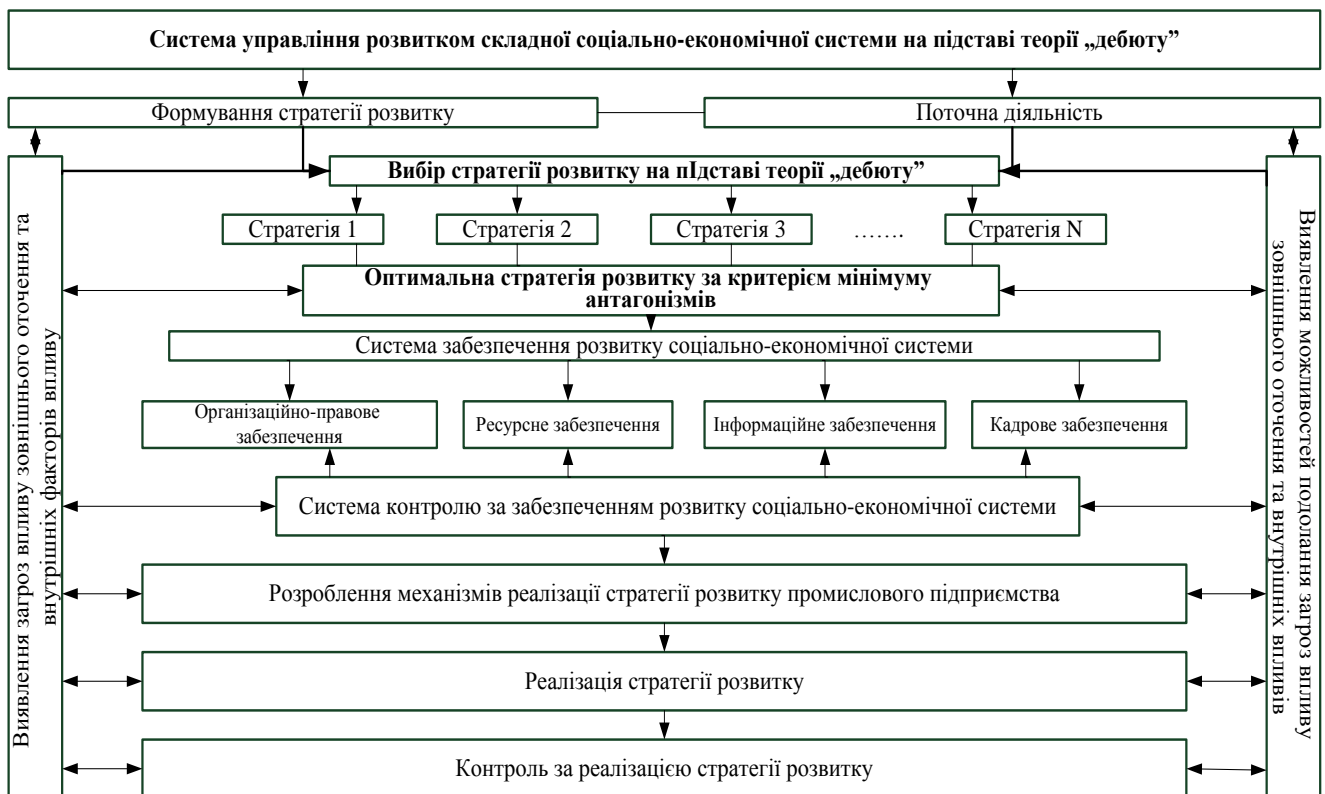 Система управління розвитком складної соціально-економічної системи на підставі теорії „дебюту”
Формування стратегії розвитку
Поточна діяльність
Вибір стратегії розвитку на пІдставі теорії „дебюту”
Стратегія 1
Стратегія 2
Стратегія 3
…….
Стратегія N
Оптимальна стратегія розвитку за критерієм мінімуму
антагонізмів
Система забезпечення розвитку соціально-економічної системи
Організаційно-правове
забезпечення
Ресурсне забезпечення
Інформаційне забезпечення
Кадрове забезпечення
Система контролю за забезпеченням розвитку соціально-економічної системи
Розроблення механізмів реалізації стратегії розвитку промислового підприємства
Реалізація стратегії розвитку
Контроль за реалізацією стратегії розвитку
Виявлення загроз впливу зовнішнього оточення та
внутрішніх факторів впливу
Виявлення можливостей подолання загроз впливу
зовнішнього оточення та внутрішніх впливів